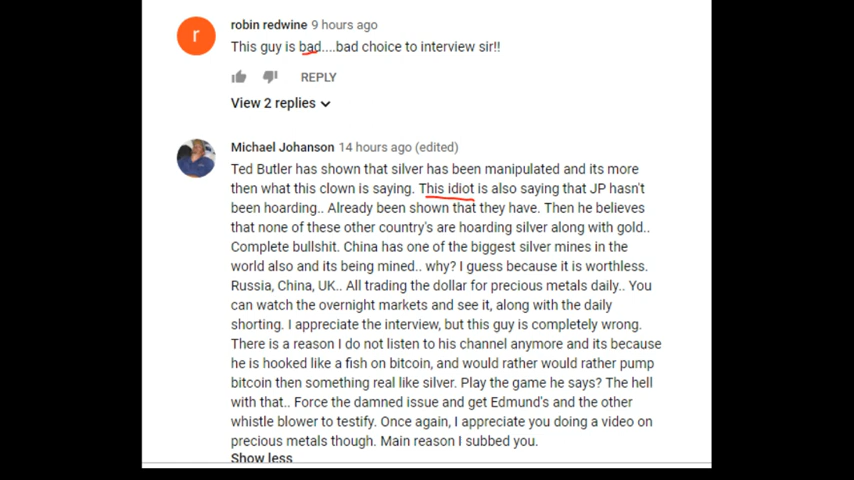 robin redwine 9 hours ago
r
This guy is bad....bad choice to interview sir!!
REPLY
View 2 replies
Michael Johanson 14 hours ago (edited)
Ted Butler has shown that silver has been manipulated and its more
then what this clown is saying. This idiot is also saying that JP hasn't
been hoarding.. Already been shown that they have. Then he believes
that none of these other country's are hoarding silver along with gold..
Complete bullshit. China has one of the biggest silver mines in the
world also and its being mined.. why? I guess because it is worthless.
Russia, China, UK.. All trading the dollar for precious metals daily.. You
can watch the overnight markets and see it, along with the daily
shorting. I appreciate the interview, but this guy is completely wrong.
There is a reason I do not listen to his channel anymore and its because
he is hooked like a fish on bitcoin, and would rather would rather pump
bitcoin then something real like silver. Play the game he says? The hell
with that.. Force the damned issue and get Edmund's and the other
whistle blower to testify. Once again, I appreciate you doing a video on
precious metals though. Main reason I subbed you.
Show less